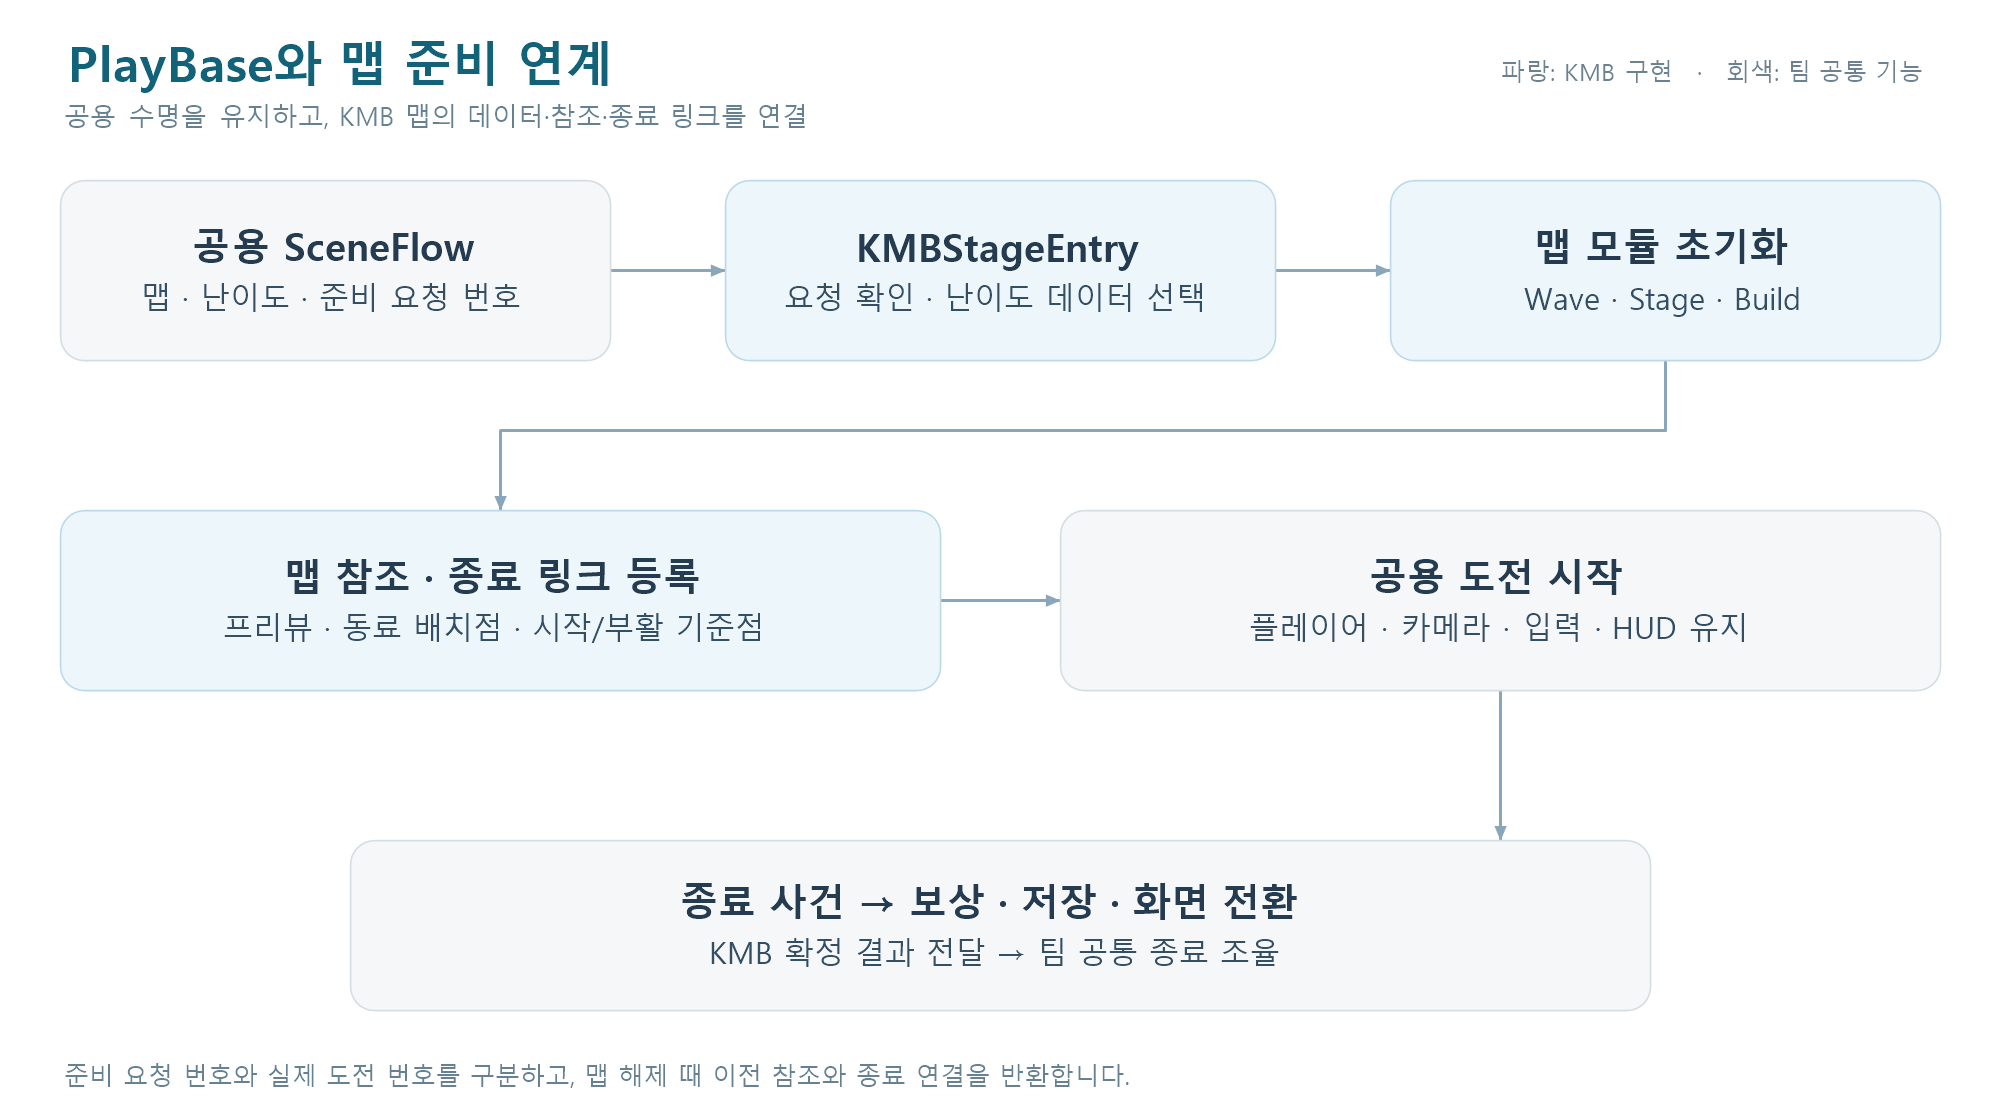 PlayBase와 맵 준비 연계
파랑: KMB 구현 · 회색: 팀 공통 기능
공용 수명을 유지하고, KMB 맵의 데이터·참조·종료 링크를 연결
공용 SceneFlow
맵 · 난이도 · 준비 요청 번호
KMBStageEntry
요청 확인 · 난이도 데이터 선택
맵 모듈 초기화
Wave · Stage · Build
맵 참조 · 종료 링크 등록
프리뷰 · 동료 배치점 · 시작/부활 기준점
공용 도전 시작
플레이어 · 카메라 · 입력 · HUD 유지
종료 사건 → 보상 · 저장 · 화면 전환
KMB 확정 결과 전달 → 팀 공통 종료 조율
준비 요청 번호와 실제 도전 번호를 구분하고, 맵 해제 때 이전 참조와 종료 연결을 반환합니다.